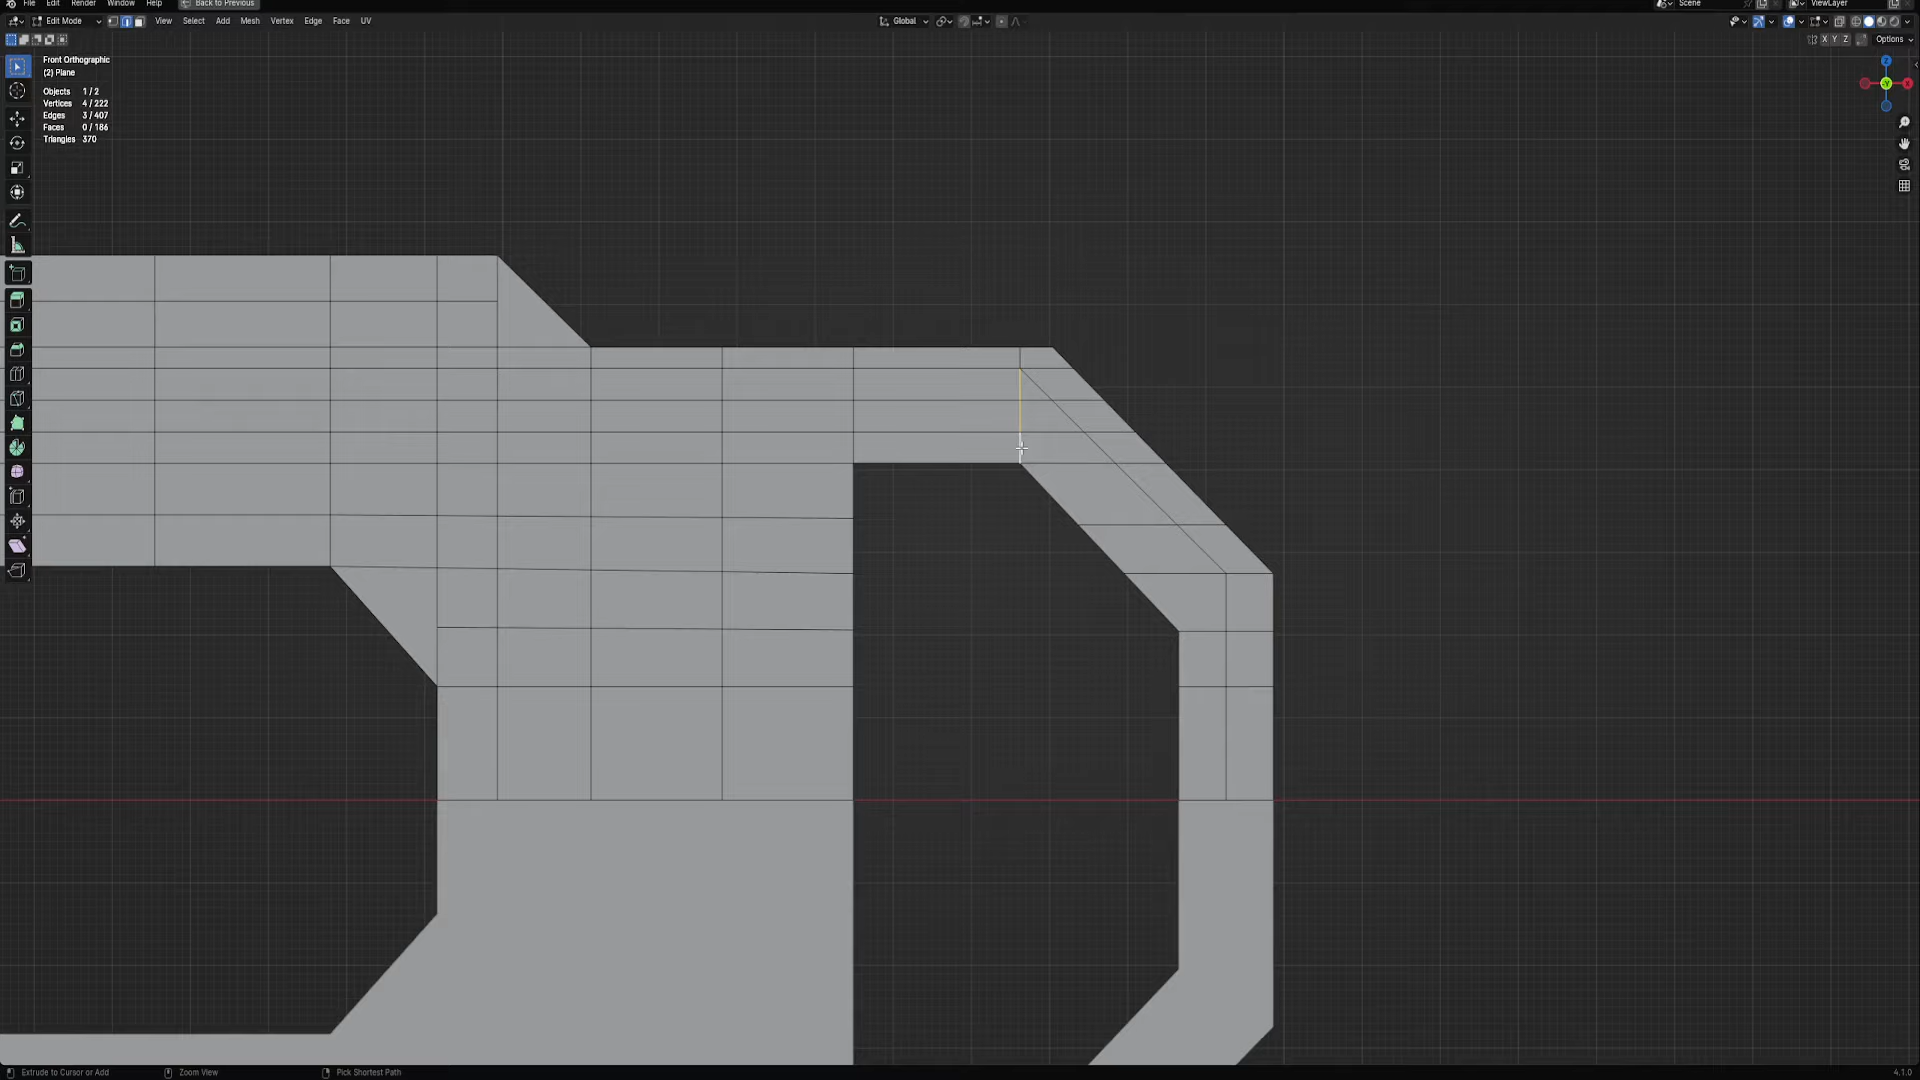 File Edit Render Window Help Back to Previous Scene ViewLayer
Edit Mode View Select Add Mesh Vertex Edge Face UV Global
X Y Z Options
Front Orthographic
(2) Plane
Objects 1 / 2
Vertices 4 / 222
Edges 3 / 407
Faces 0 / 186
Triangles 370
Z
Y X
Extrude to Cursor or Add Zoom View Pick Shortest Path 4.1.0